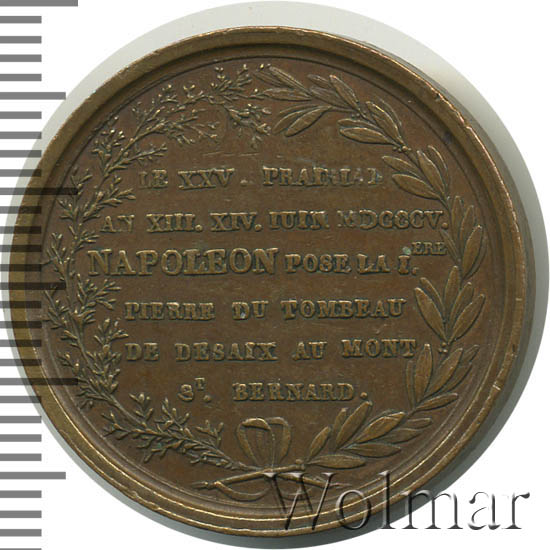 LE XXV. PRAIRIAL
AN XIII. XIV. IUIN MDCCCV.
NAPOLEON POSE LA I.ERE
PIERRE DU TOMBEAU
DE DESAIX AU MONT
ST. BERNARD.
Wolmar